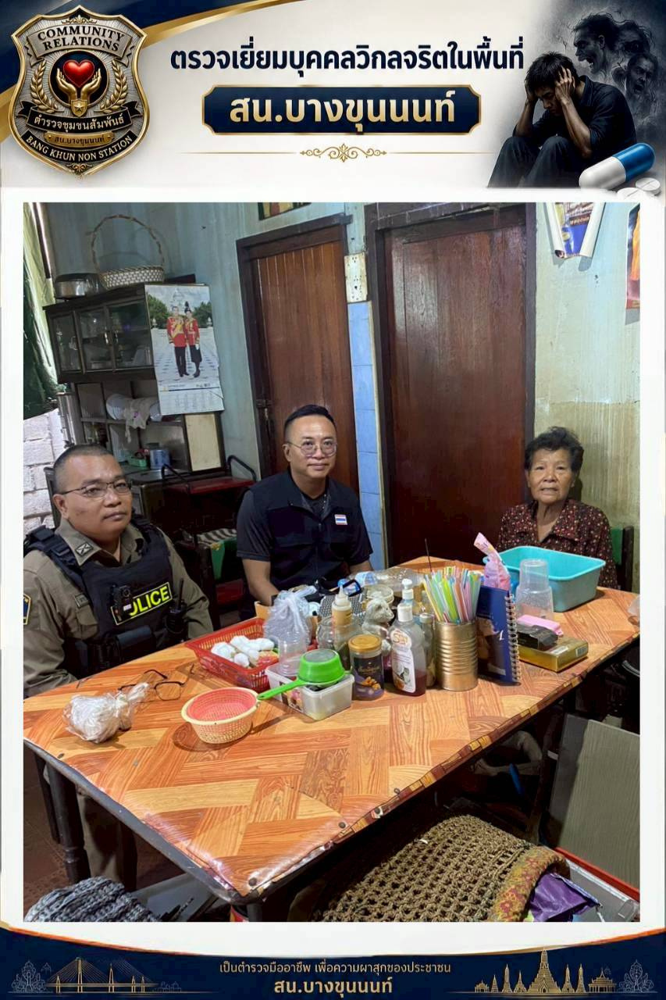 COMMUNITY
RELATIONS
ตำรวจชุมชนสัมพันธ์
สน.บางขุนนนท์
BANG KHUN NON STATION
ตรวจเยี่ยมบุคคลวิกลจริตในพื้นที่
สน.บางขุนนนท์
POLICE
เป็นตำรวจมืออาชีพ เพื่อความผาสุกของประชาชน
สน.บางขุนนนท์